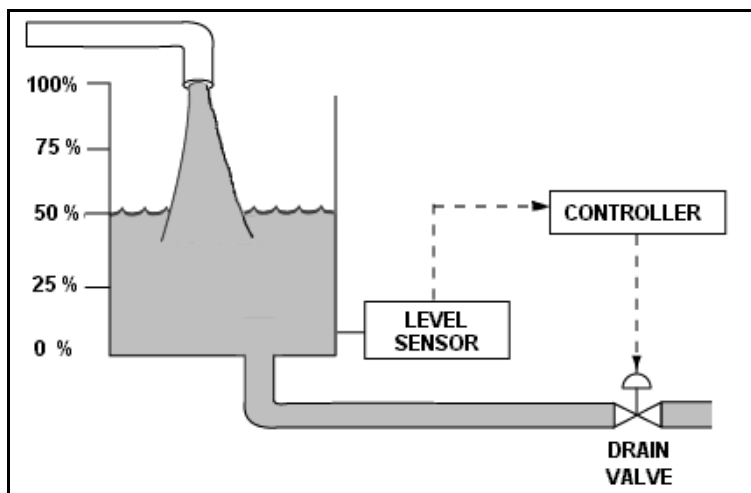 100%
75 %
50 %
25 %
0 %
LEVEL
SENSOR
CONTROLLER
DRAIN
VALVE